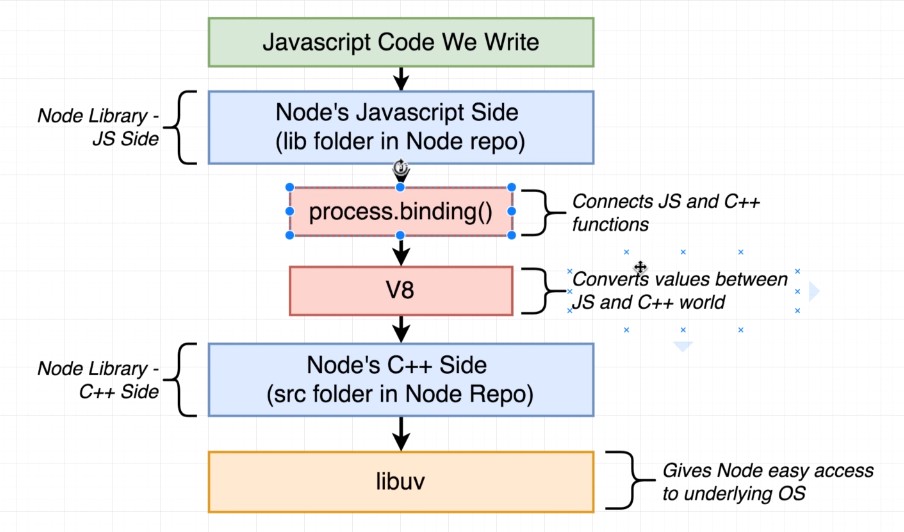 Javascript Code We Write
Node Library -
JS Side
Node's Javascript Side
(lib folder in Node repo)
process.binding()
Connects JS and C++
functions
V8
Converts values between
JS and C++ world
Node Library -
C++ Side
Node's C++ Side
(src folder in Node Repo)
libuv
Gives Node easy access
to underlying OS